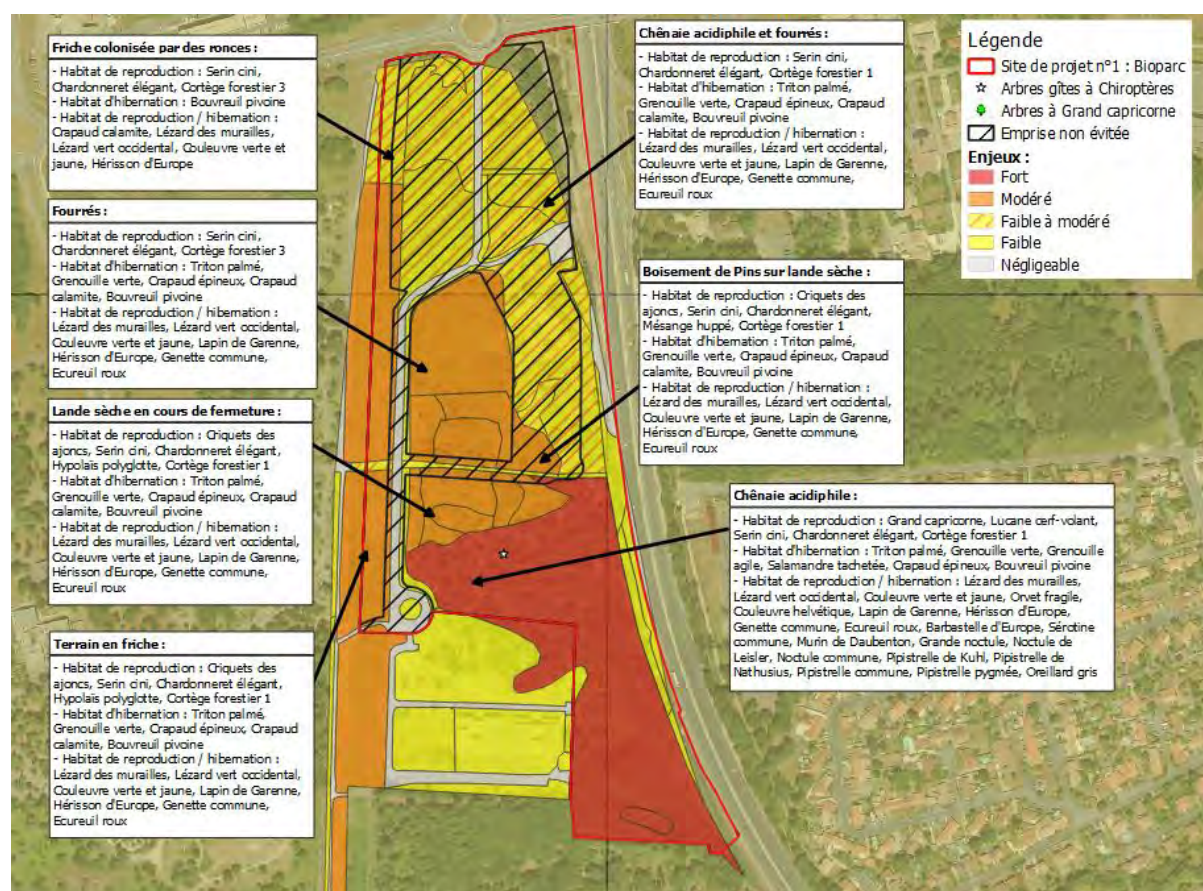 Friche colonisée par des ronces :
- Habitat de reproduction : Serin cini,
Chardonneret élégant, Cortège forestier 3
- Habitat d'hibernation : Bouvreuil pivoine
- Habitat de reproduction / hibernation :
Crapaud calamite, Lézard des murailles,
Lézard vert occidental, Couleuvre verte et
jaune, Hérisson d'Europe
Fourrés :
- Habitat de reproduction : Serin cini,
Chardonneret élégant, Cortège forestier 3
- Habitat d'hibernation : Triton palmé,
Grenouille verte, Crapaud épineux, Crapaud
calamite, Bouvreuil pivoine
- Habitat de reproduction / hibernation :
Lézard des murailles, Lézard vert occidental,
Couleuvre verte et jaune, Lapin de Garenne,
Hérisson d'Europe, Genette commune,
Ecureuil roux
Lande sèche en cours de fermeture :
- Habitat de reproduction : Criquets des
ajoncs, Serin cini, Chardonneret élégant,
Hypolaïs polyglotte, Cortège forestier 1
- Habitat d'hibernation : Triton palmé,
Grenouille verte, Crapaud épineux, Crapaud
calamite, Bouvreuil pivoine
- Habitat de reproduction / hibernation :
Lézard des murailles, Lézard vert occidental,
Couleuvre verte et jaune, Lapin de Garenne,
Hérisson d'Europe, Genette commune,
Ecureuil roux
Terrain en friche :
- Habitat de reproduction : Criquets des
ajoncs, Serin cini, Chardonneret élégant,
Hypolaïs polyglotte, Cortège forestier 1
- Habitat d'hibernation : Triton palmé,
Grenouille verte, Crapaud épineux, Crapaud
calamite, Bouvreuil pivoine
- Habitat de reproduction / hibernation :
Lézard des murailles, Lézard vert occidental,
Couleuvre verte et jaune, Lapin de Garenne,
Hérisson d'Europe, Genette commune,
Ecureuil roux
Chênaie acidiphile et fourrés :
- Habitat de reproduction : Serin cini,
Chardonneret élégant, Cortège forestier 1
- Habitat d'hibernation : Triton palmé,
Grenouille verte, Crapaud épineux, Crapaud
calamite, Bouvreuil pivoine
- Habitat de reproduction / hibernation :
Lézard des murailles, Lézard vert occidental,
Couleuvre verte et jaune, Lapin de Garenne,
Hérisson d'Europe, Genette commune,
Ecureuil roux
Boisement de Pins sur lande sèche :
- Habitat de reproduction : Criquets des
ajoncs, Serin cini, Chardonneret élégant,
Mésange huppé, Cortège forestier 1
- Habitat d'hibernation : Triton palmé,
Grenouille verte, Crapaud épineux, Crapaud
calamite, Bouvreuil pivoine
- Habitat de reproduction / hibernation :
Lézard des murailles, Lézard vert occidental,
Couleuvre verte et jaune, Lapin de Garenne,
Hérisson d'Europe, Genette commune,
Ecureuil roux
Chênaie acidiphile :
- Habitat de reproduction : Grand capricorne, Lucane cerf-volant,
Serin cini, Chardonneret élégant, Cortège forestier 1
- Habitat d'hibernation : Triton palmé, Grenouille verte, Grenouille
agile, Salamandre tachetée, Crapaud épineux, Bouvreuil pivoine
- Habitat de reproduction / hibernation : Lézard des murailles,
Lézard vert occidental, Couleuvre verte et jaune, Orvet fragile,
Couleuvre helvétique, Lapin de Garenne, Hérisson d'Europe,
Genette commune, Ecureuil roux, Barbastelle d'Europe, Sérotine
commune, Murin de Daubenton, Grande noctule, Noctule de
Leisler, Noctule commune, Pipistrelle de Kuhl, Pipistrelle de
Nathusius, Pipistrelle commune, Pipistrelle pygmée, Oreillard gris
Légende
Site de projet n°1 : Bioparc
Arbres gîtes à Chiroptères
Arbres à Grand capricorne
Emprise non évitée
Enjeux :
Fort
Modéré
Faible à modéré
Faible
Négligeable